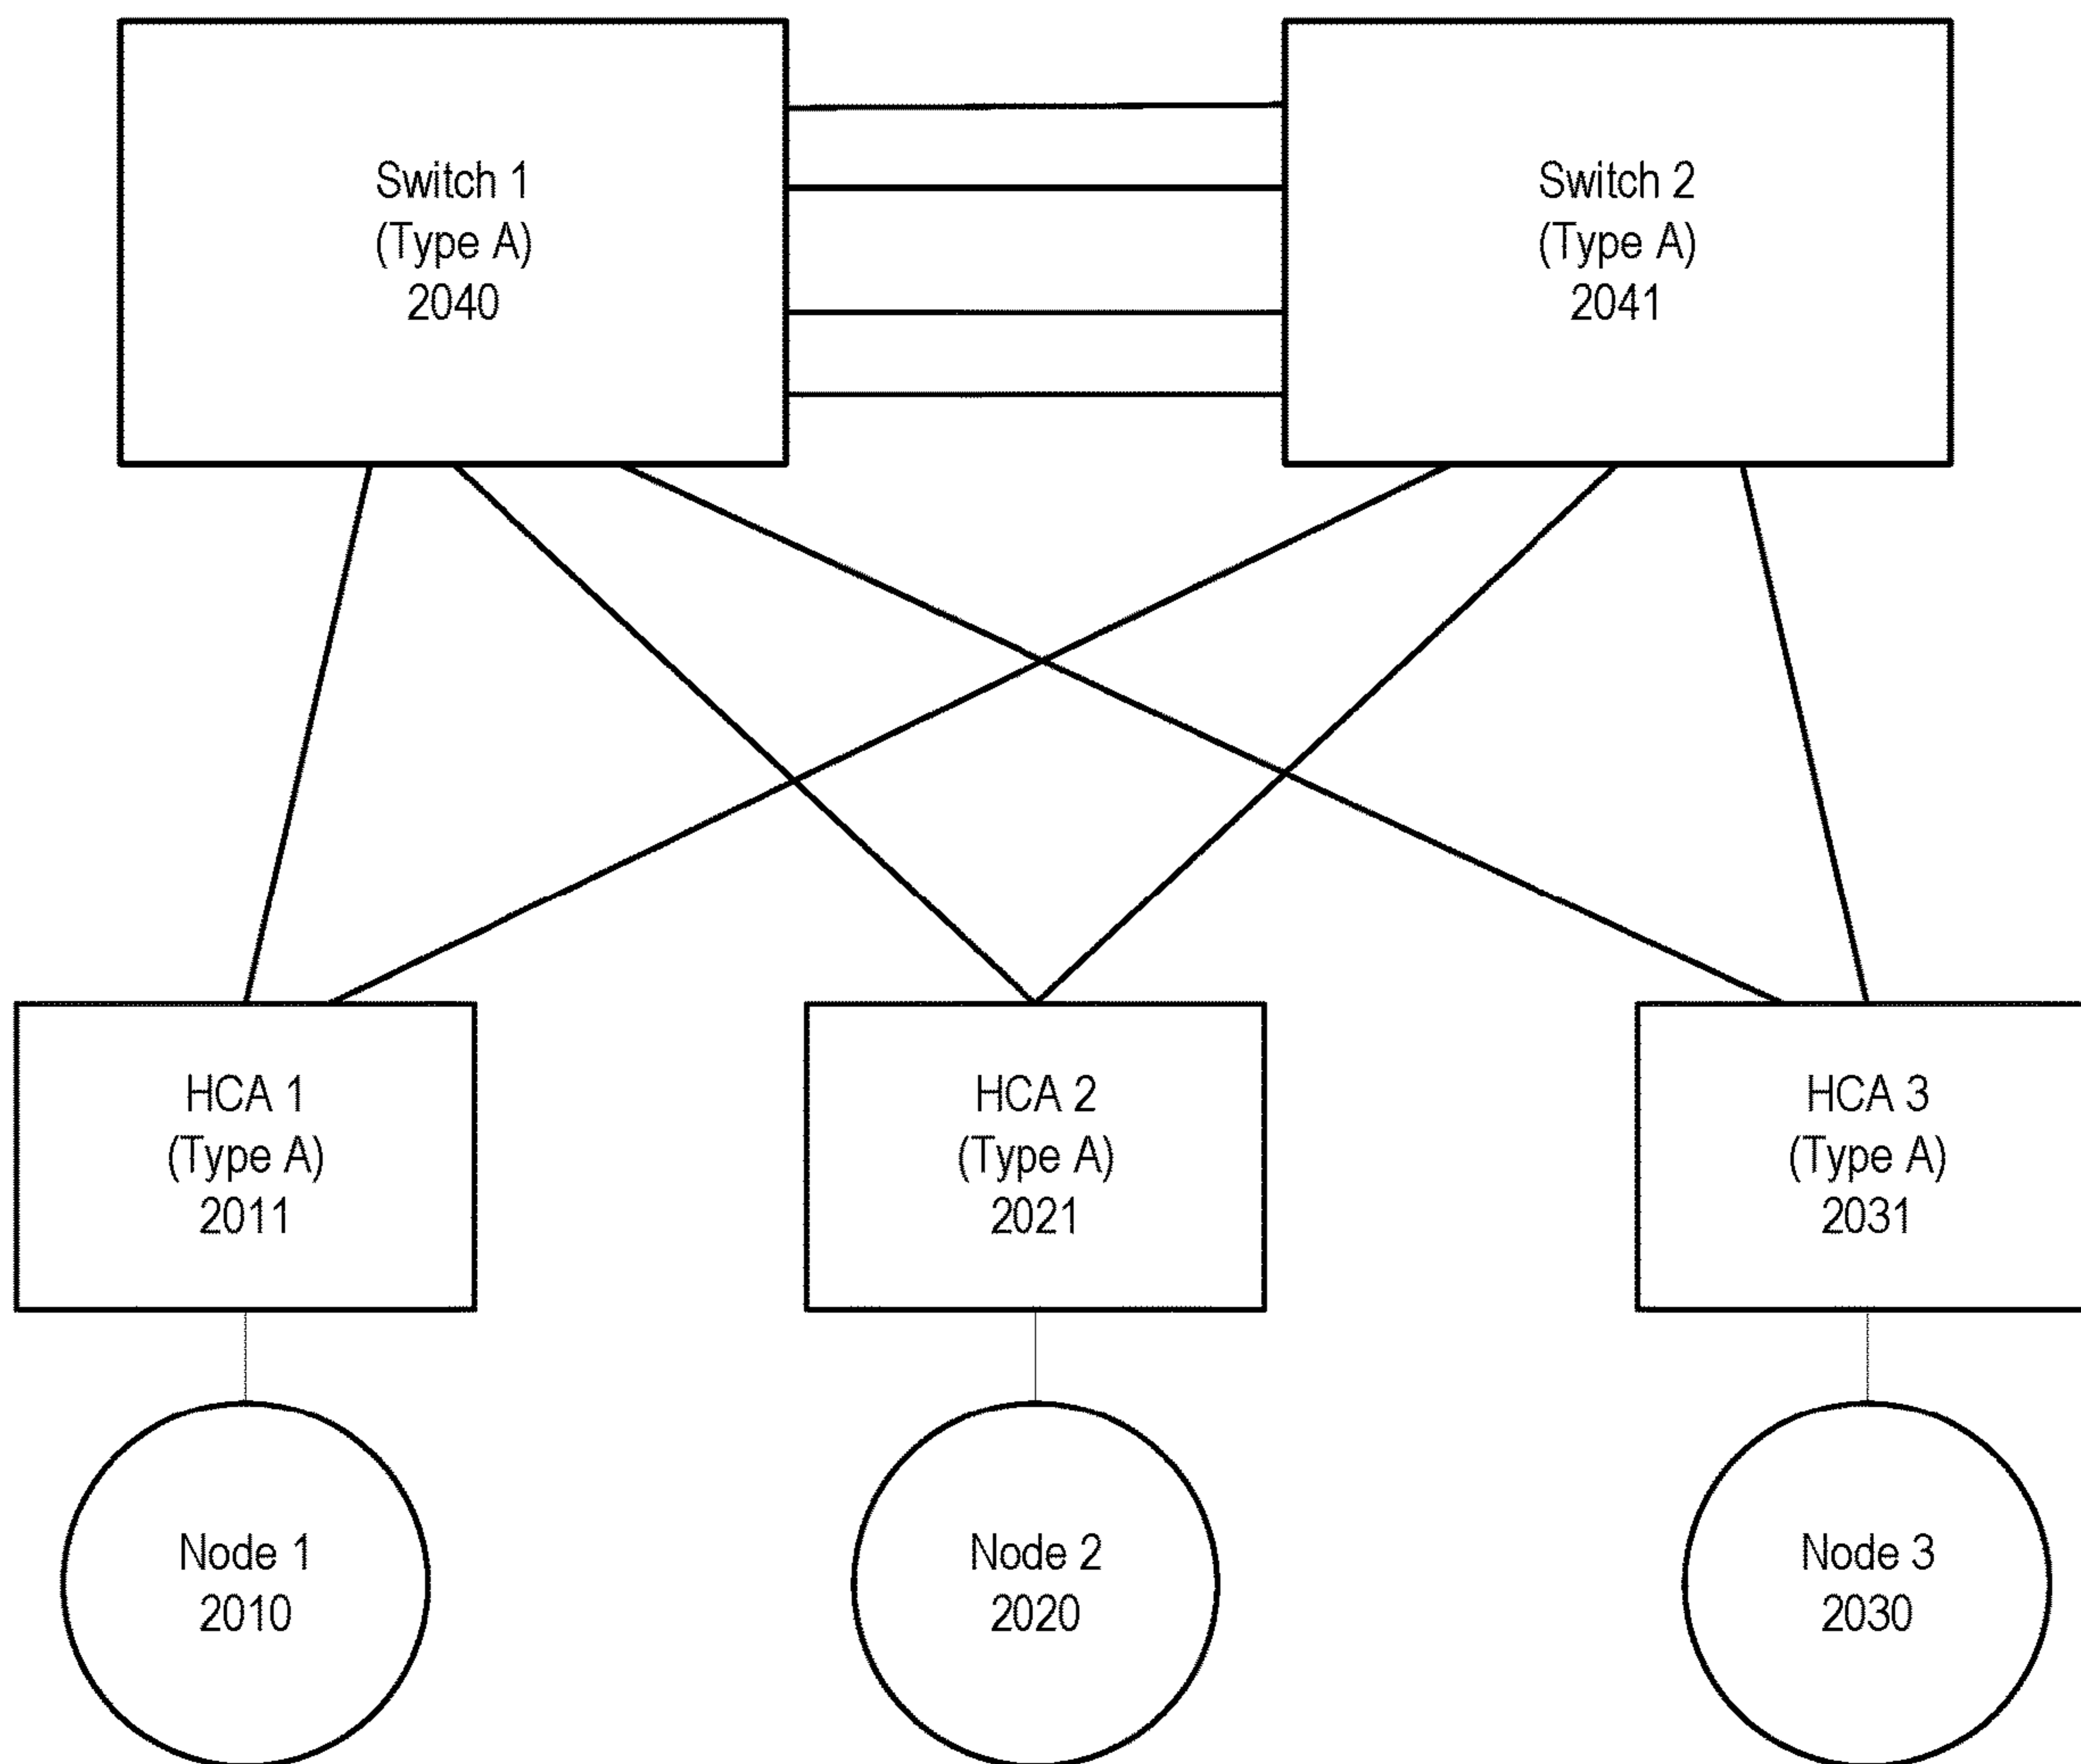 Switch 1
(Type A)
2040
Switch 2
(Type A)
2041
HCA 1
(Type A)
2011
HCA 2
(Type A)
2021
HCA 3
(Type A)
2031
Node 1
2010
Node 2
2020
Node 3
2030